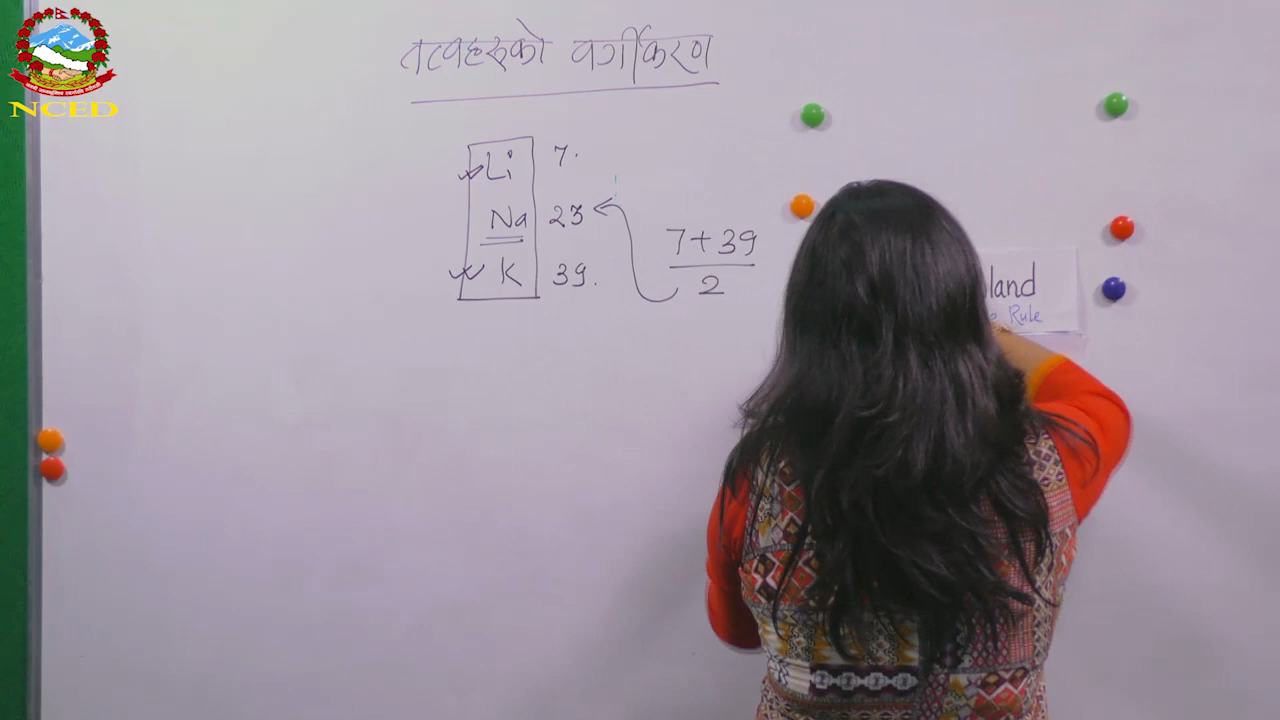 NCED
तत्वहरुको वर्गीकरण
Li 7.
Na 23
K 39.
7+39
2
land
Rule